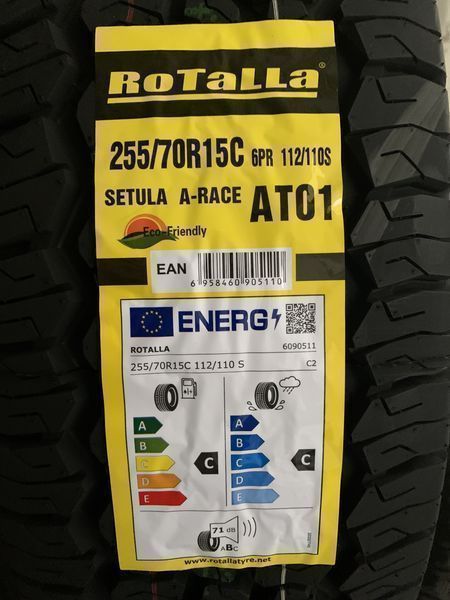 RoTaLLa®
255/70R15C 6PR 112/110S
SETULA A-RACE AT01
Eco-Friendly
EAN
6 958460 905110
ENERG
ROTALLA 6090511
255/70R15C 112/110 S C2
A A
B B
C C C C
D D
E E
71 dB
ABC
www.rotallatyre.net